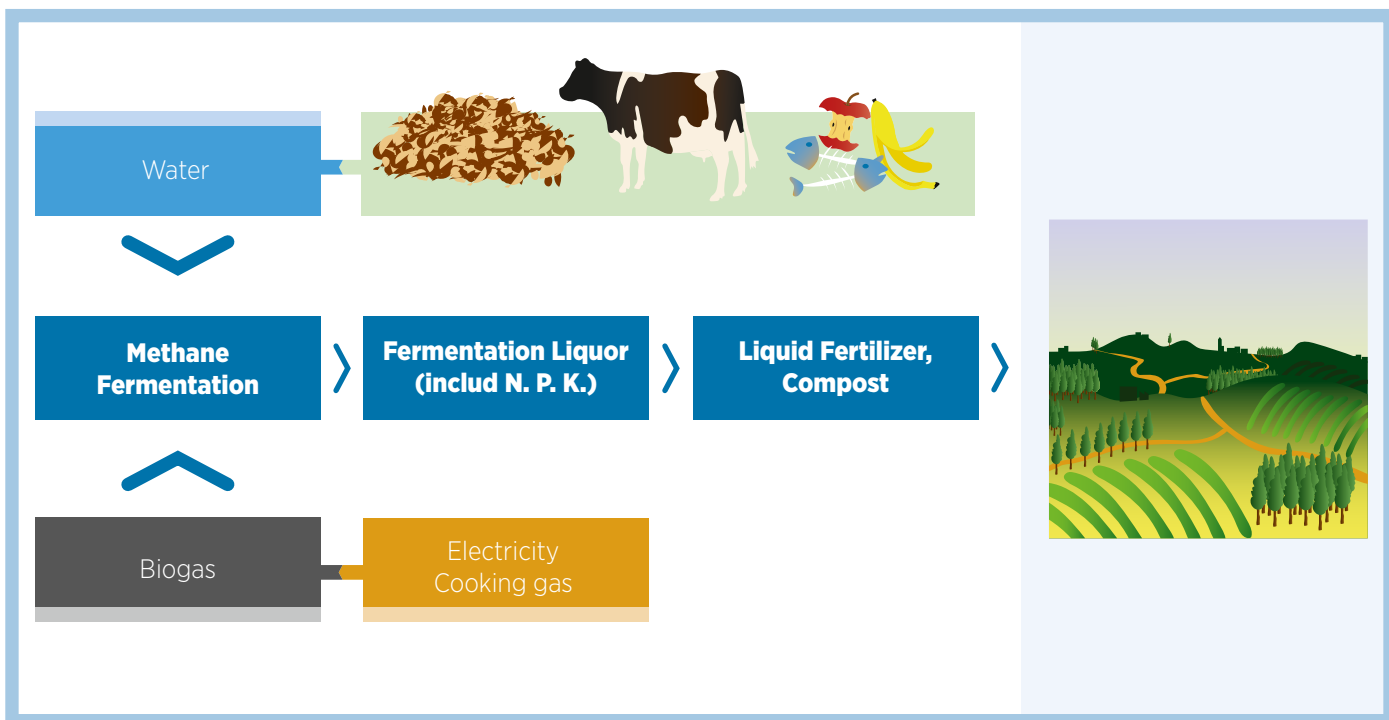 Water
Methane
Fermentation
Fermentation Liquor
(includ N. P. K.)
Liquid Fertilizer,
Compost
Biogas
Electricity
Cooking gas